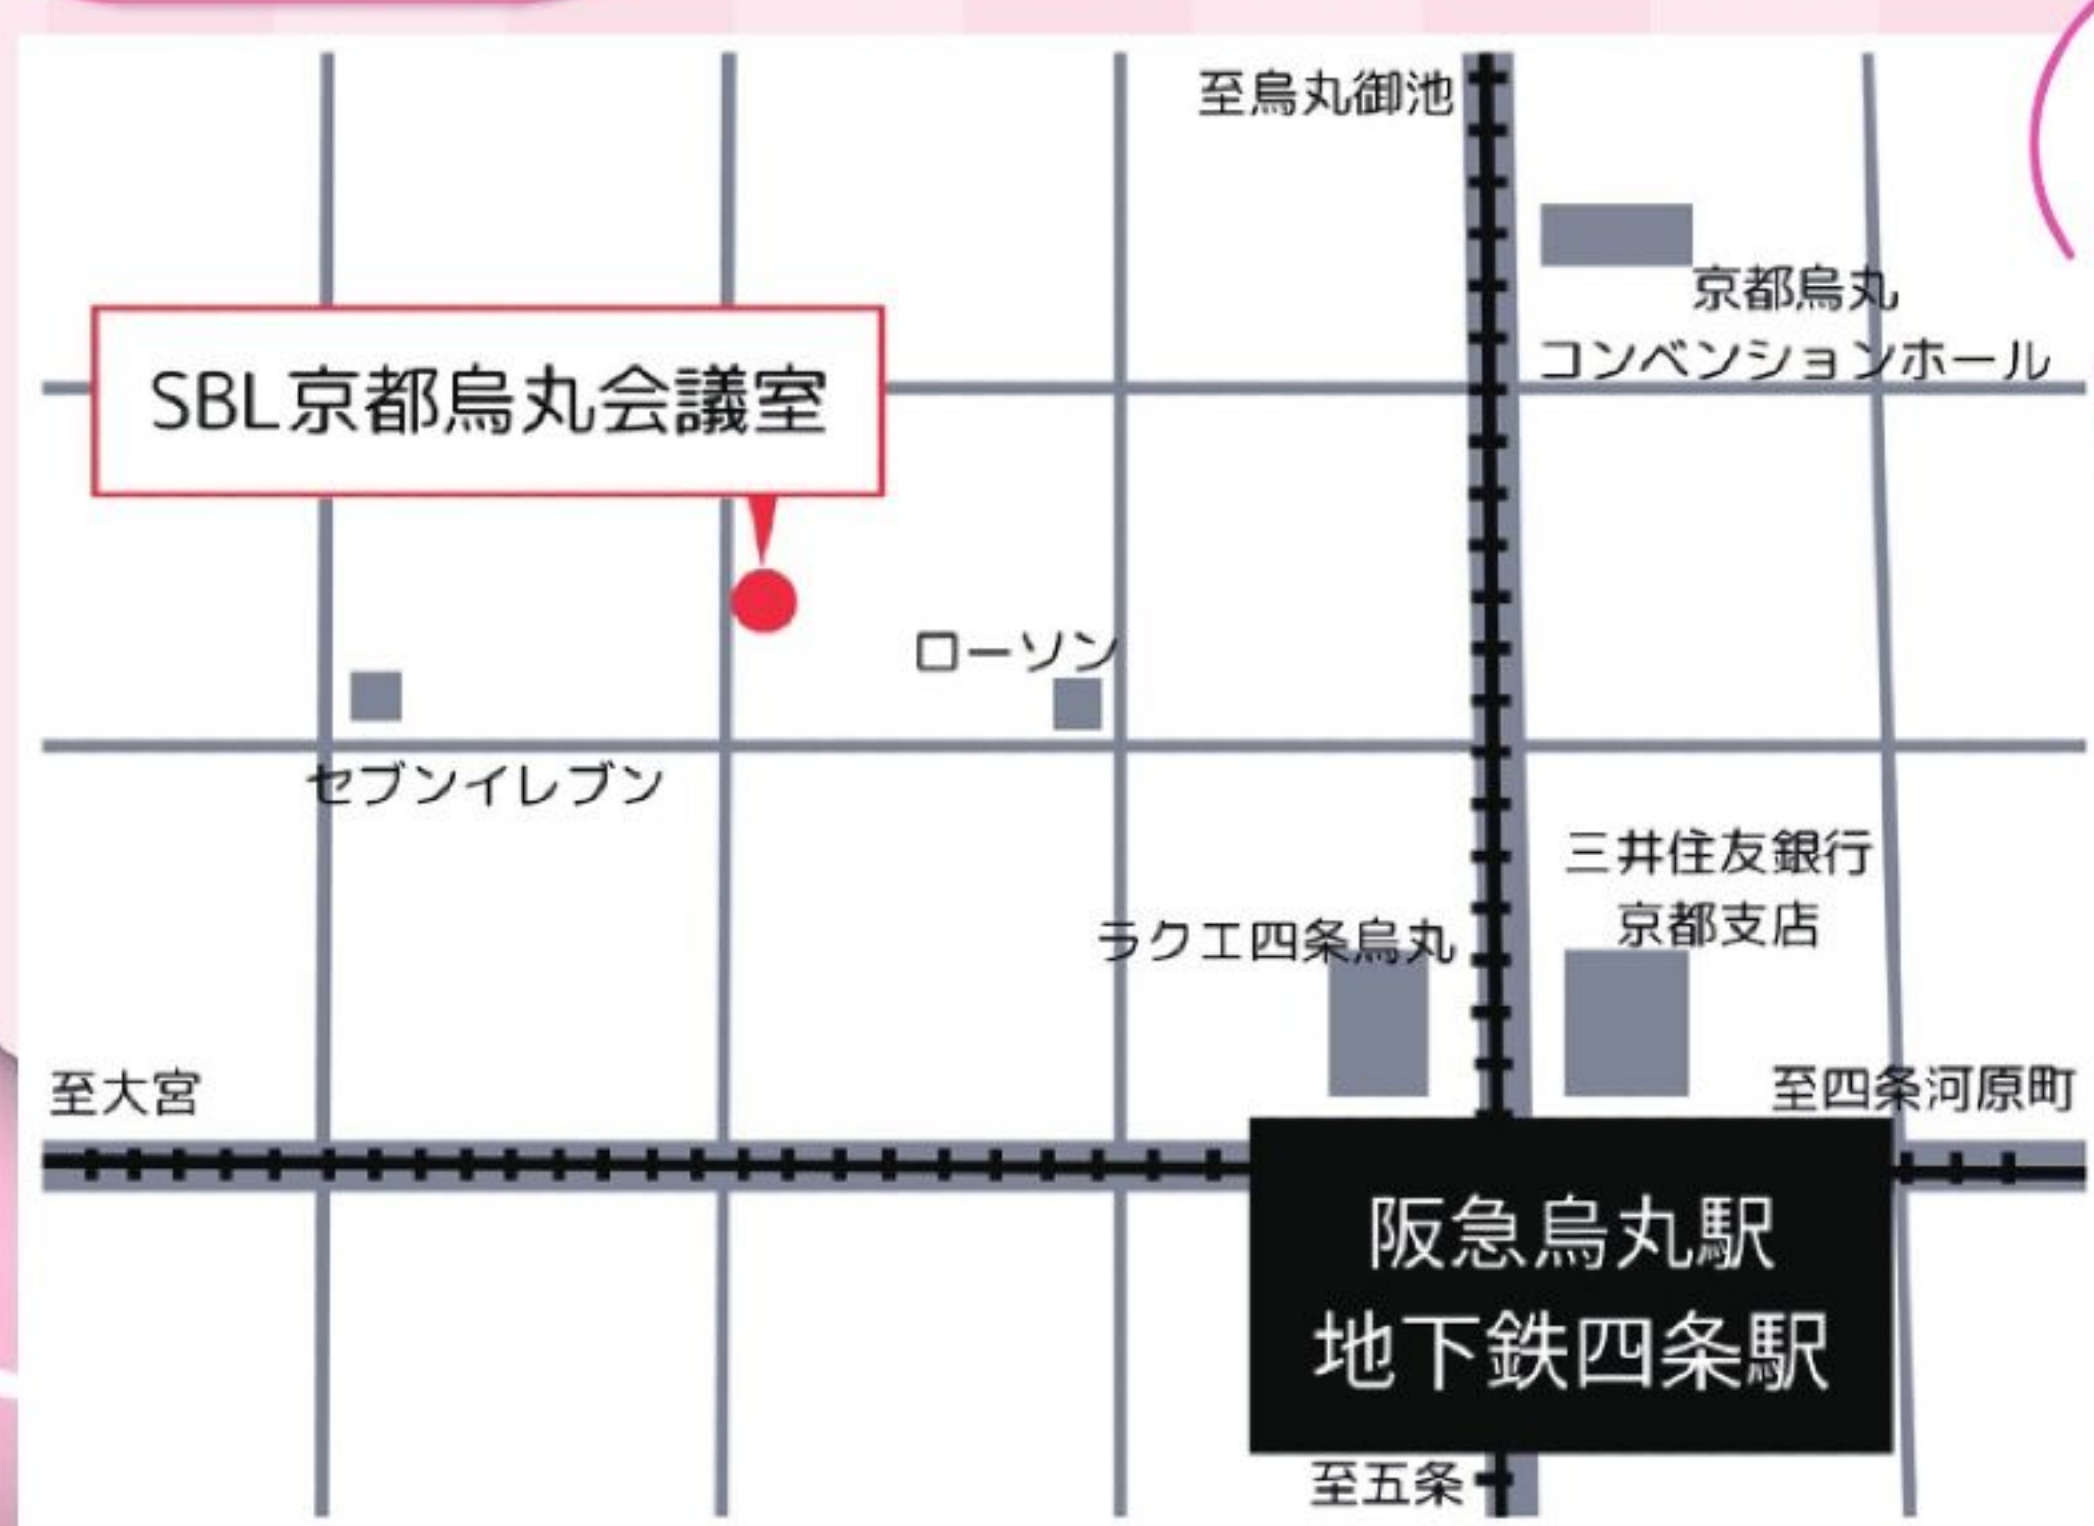 至烏丸御池
京都烏丸
コンベンションホール
SBL京都烏丸会議室
ローソン
セブンイレブン
三井住友銀行
京都支店
ラクエ四条烏丸
至大宮
至四条河原町
阪急烏丸駅
地下鉄四条駅
至五条